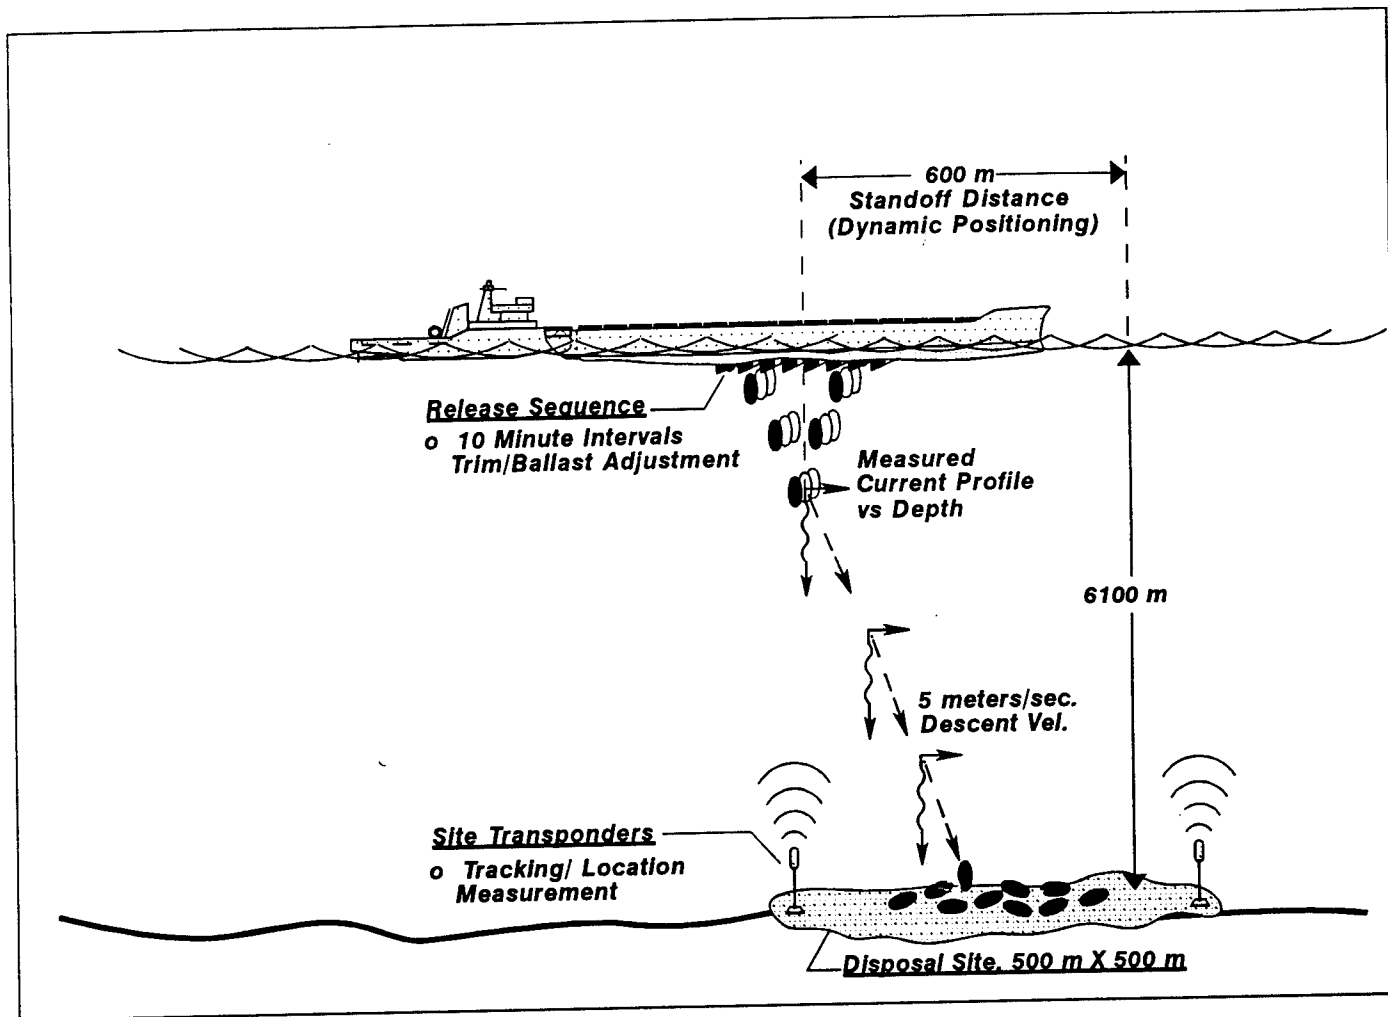 600 m
Standoff Distance
(Dynamic Positioning)
Release Sequence
o 10 Minute Intervals
Trim/Ballast Adjustment
Measured
Current Profile
vs Depth
6100 m
5 meters/sec.
Descent Vel.
Site Transponders
o Tracking/ Location
Measurement
Disposal Site, 500 m X 500 m